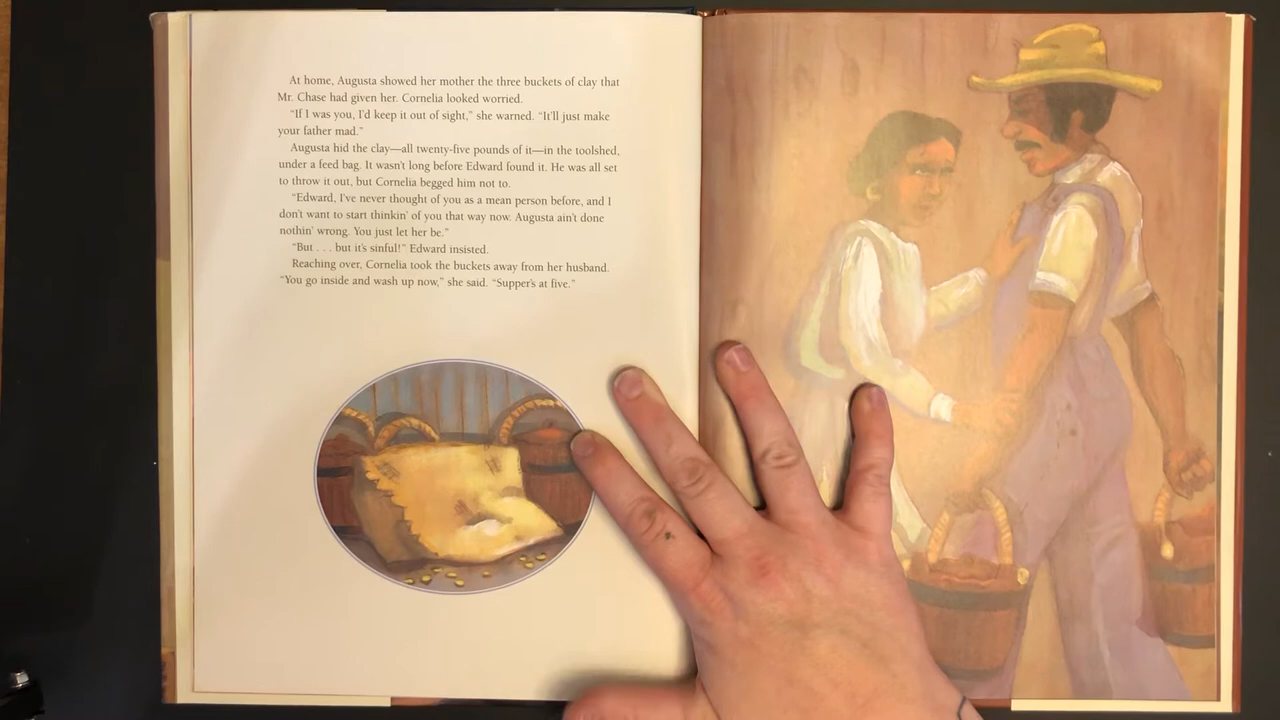 At home, Augusta showed her mother the three buckets of clay that
Mr. Chase had given her. Cornelia looked worried.
“If I was you, I’d keep it out of sight,” she warned. “It’ll just make
your father mad.”
Augusta hid the clay—all twenty-five pounds of it—in the toolshed,
under a feed bag. It wasn’t long before Edward found it. He was all set
to throw it out, but Cornelia begged him not to.
“Edward, I’ve never thought of you as a mean person before, and I
don’t want to start thinkin’ of you that way now. Augusta ain’t done
nothin’ wrong. You just let her be.”
“But . . . but it’s sinful!” Edward insisted.
Reaching over, Cornelia took the buckets away from her husband.
“You go inside and wash up now,” she said. “Supper’s at five.”